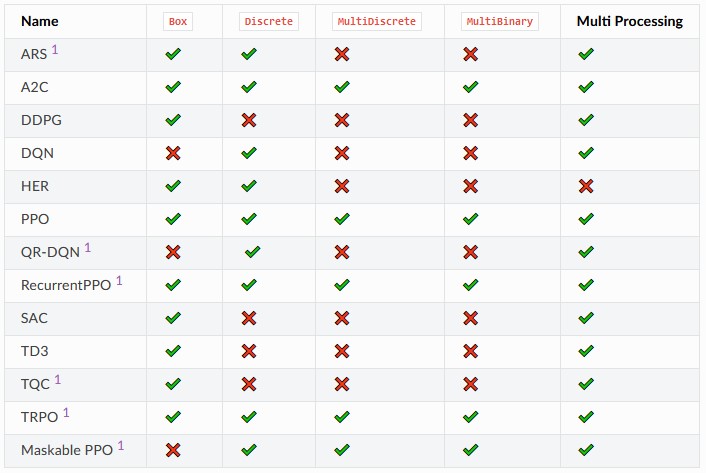 Name Box Discrete MultiDiscrete MultiBinary Multi Processing
ARS 1 ✔ ✔ ❌ ❌ ✔
A2C ✔ ✔ ✔ ✔ ✔
DDPG ✔ ❌ ❌ ❌ ✔
DQN ❌ ✔ ❌ ❌ ✔
HER ✔ ✔ ❌ ❌ ❌
PPO ✔ ✔ ✔ ✔ ✔
QR-DQN 1 ❌ ✔ ❌ ❌ ✔
RecurrentPPO 1 ✔ ✔ ✔ ✔ ✔
SAC ✔ ❌ ❌ ❌ ✔
TD3 ✔ ❌ ❌ ❌ ✔
TQC 1 ✔ ❌ ❌ ❌ ✔
TRPO 1 ✔ ✔ ✔ ✔ ✔
Maskable PPO 1 ❌ ✔ ✔ ✔ ✔